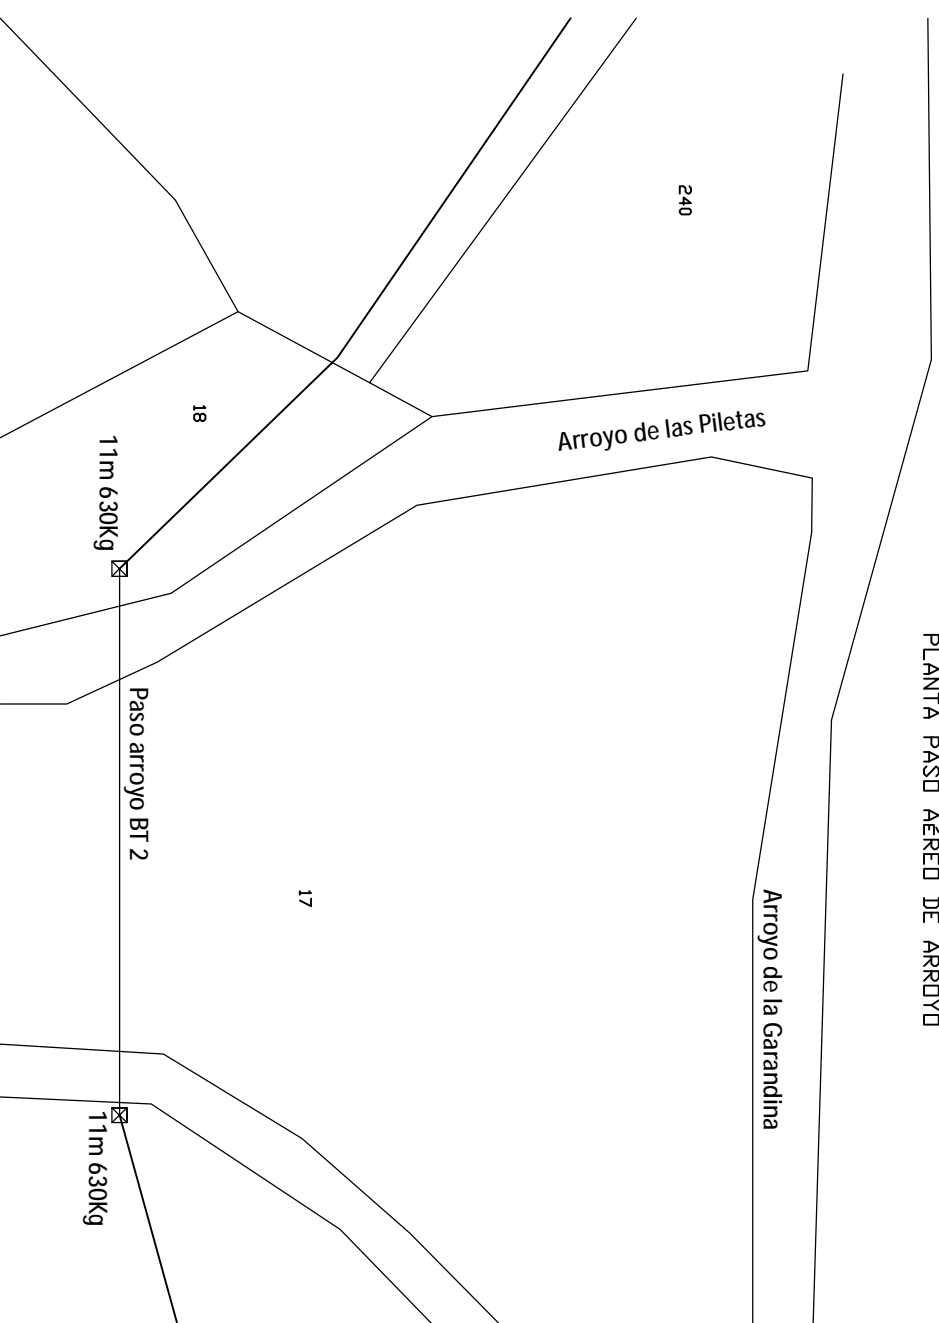 PLANTA PASO AÉREO DE ARROYO
240
Arroyo de las Piletas
18
11m 630Kg
Paso arroyo BT 2
17
Arroyo de la Garandina
11m 630Kg